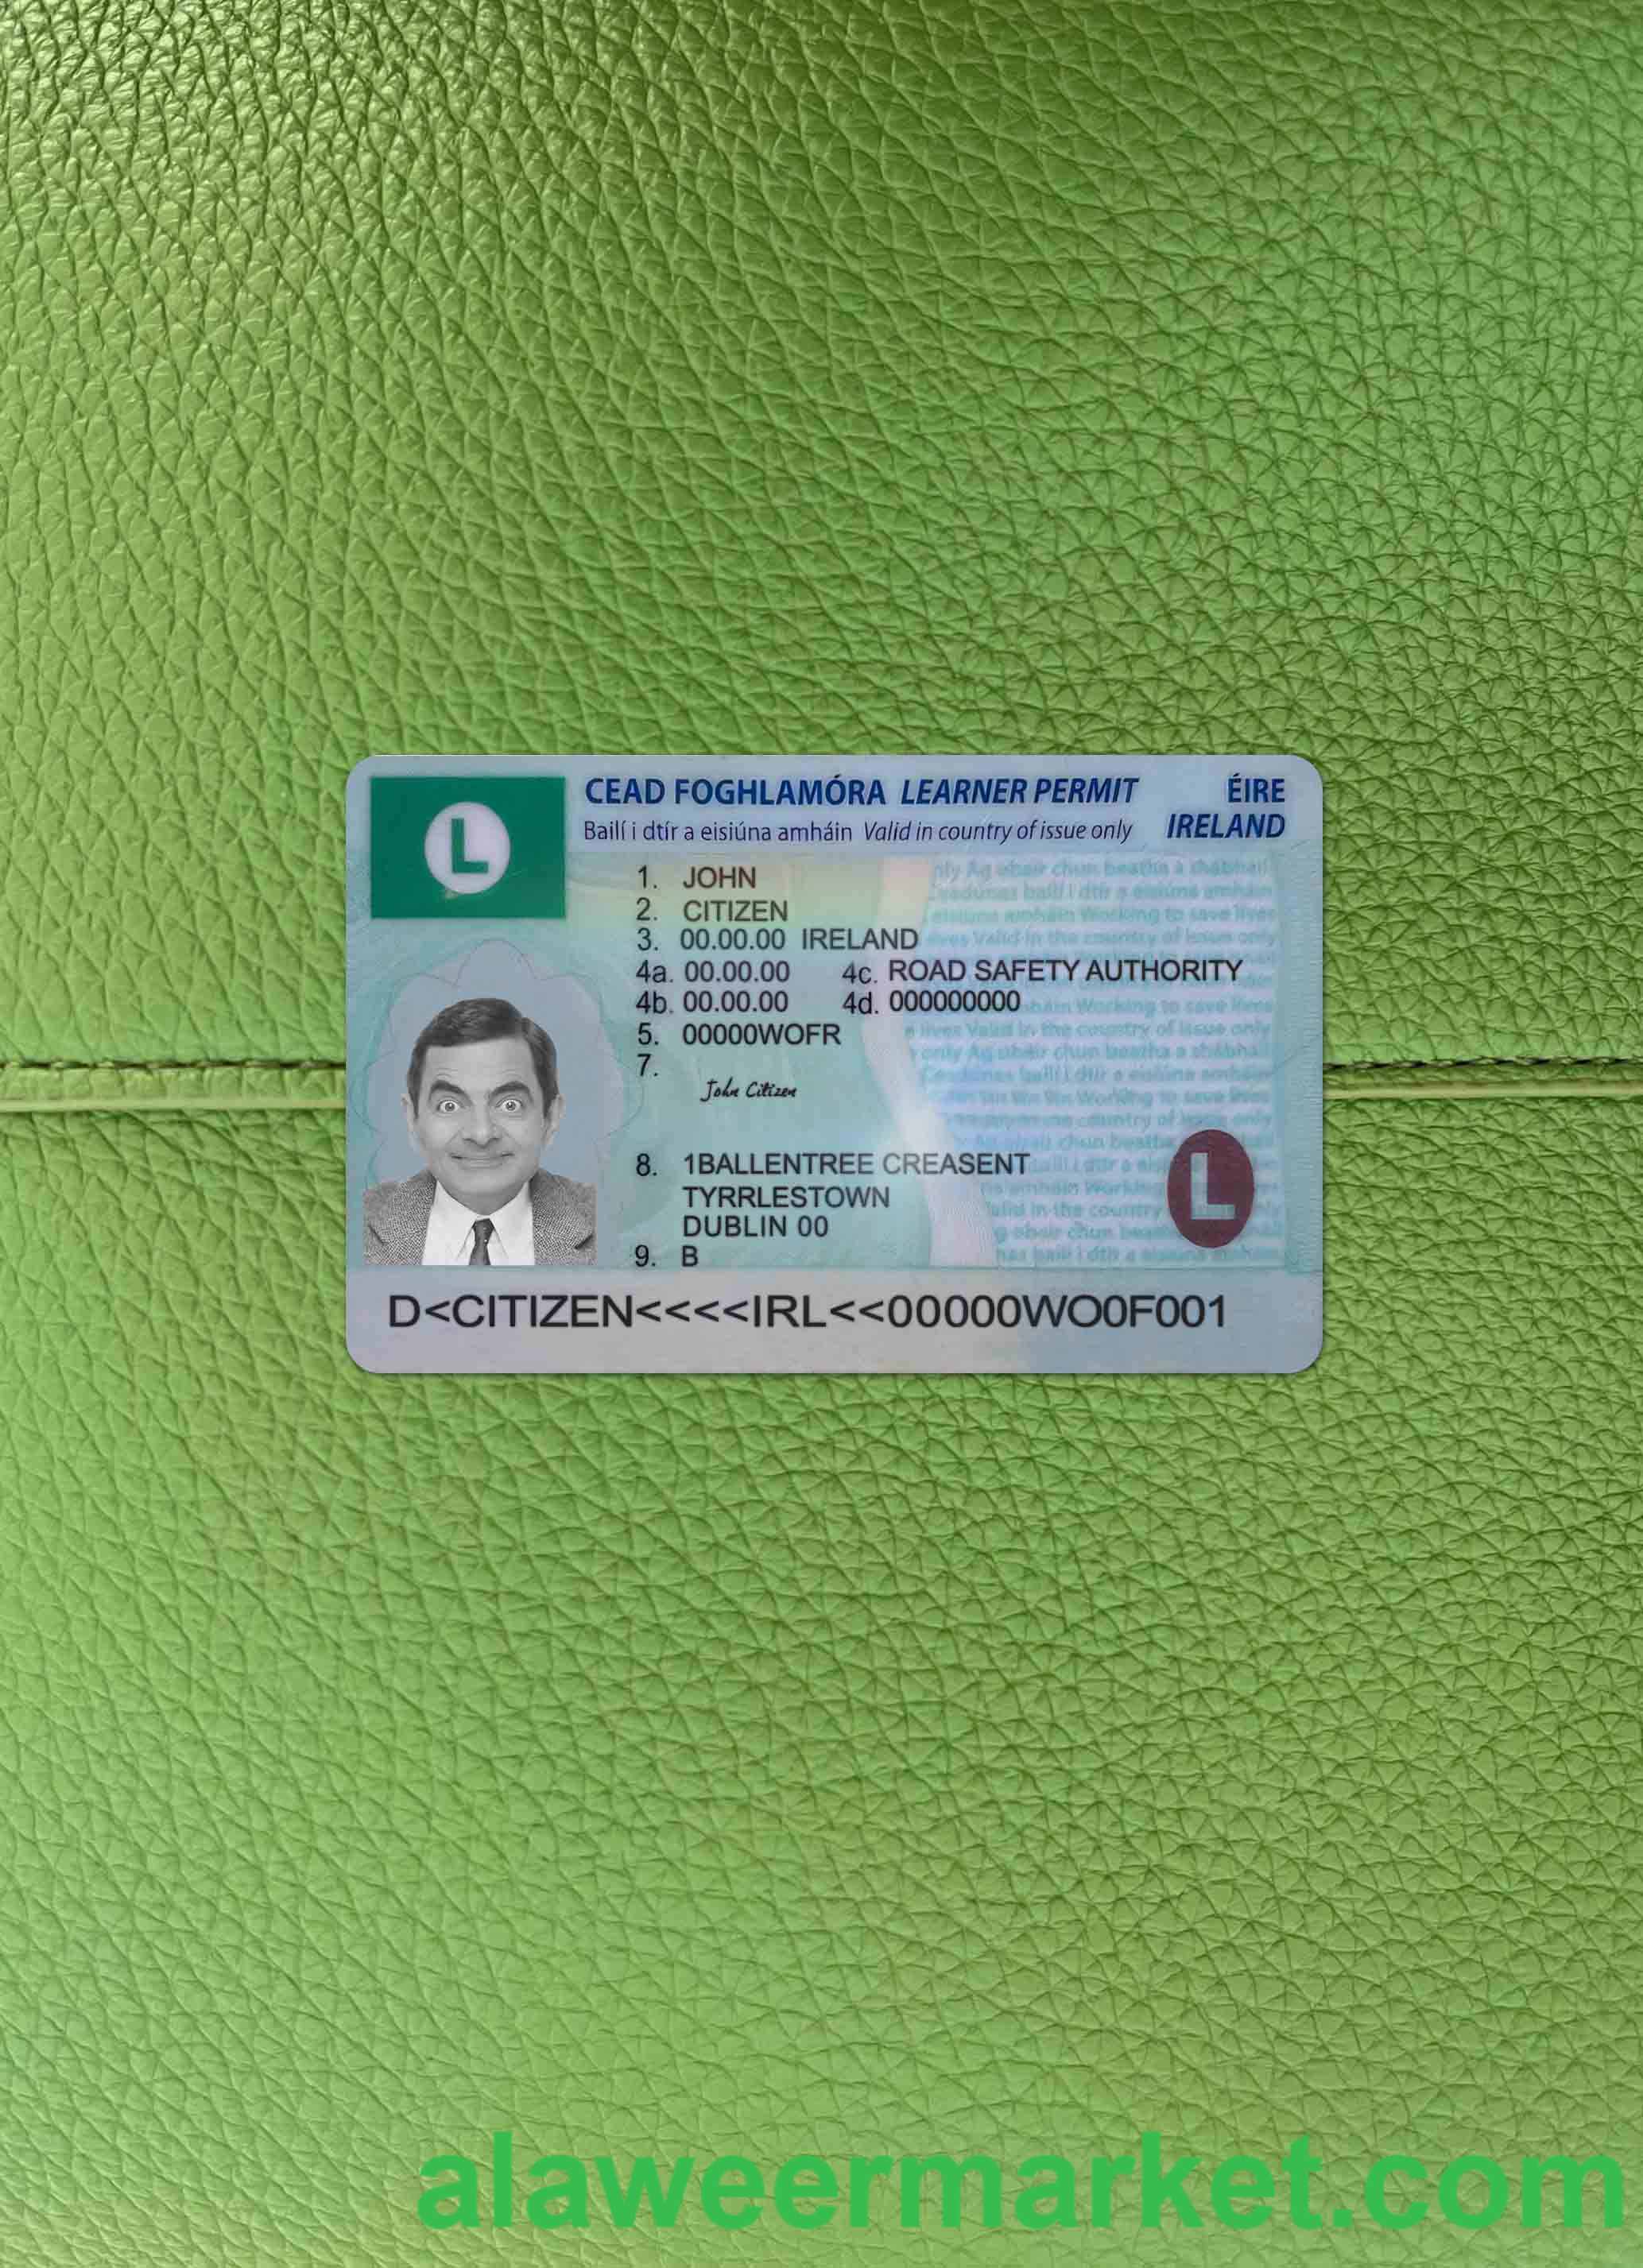 L
CEAD FOGHLAMÓRA LEARNER PERMIT ÉIRE
Bailí i dtír a eisiúna amháin Valid in country of issue only IRELAND
1. JOHN
2. CITIZEN
3. 00.00.00 IRELAND
4a. 00.00.00 4c. ROAD SAFETY AUTHORITY
4b. 00.00.00 4d. 000000000
5. 00000WOFR
7.
John Citizen
8. 1BALLENTREE CREASENT
TYRRLESTOWN
DUBLIN 00
9. B
L
D<CITIZEN<<<<IRL<<00000WO0F001
alaweermarket.com